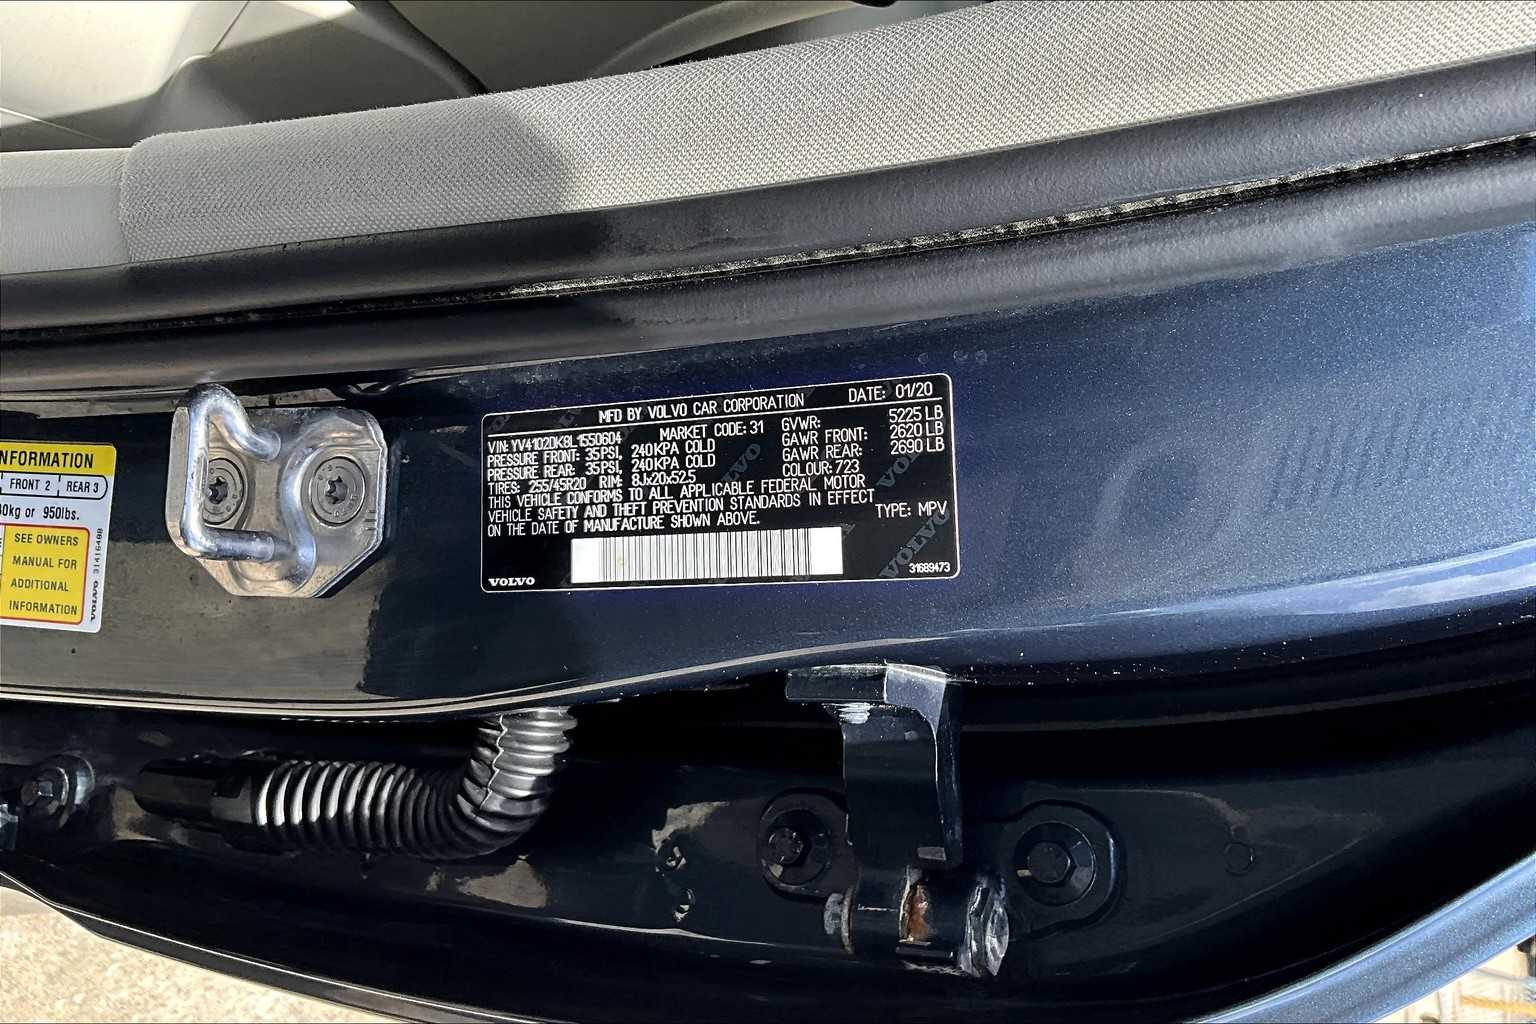 NFORMATION
FRONT 2 REAR 3
0kg or 950lbs.
SEE OWNERS
MANUAL FOR
ADDITIONAL
INFORMATION
VOLVO 31416488
MFD BY VOLVO CAR CORPORATION DATE: 01/20
VIN: YV4102DK8L1550604 MARKET CODE: 31 GVWR: 5225 LB
PRESSURE FRONT: 35PSI, 240KPA COLD GAWR FRONT: 2620 LB
PRESSURE REAR: 35PSI, 240KPA COLD GAWR REAR: 2690 LB
TIRES: 255/45R20 RIM: 8Jx20x52.5 COLOUR: 723
THIS VEHICLE CONFORMS TO ALL APPLICABLE FEDERAL MOTOR
VEHICLE SAFETY AND THEFT PREVENTION STANDARDS IN EFFECT
ON THE DATE OF MANUFACTURE SHOWN ABOVE. TYPE: MPV
VOLVO 31689473